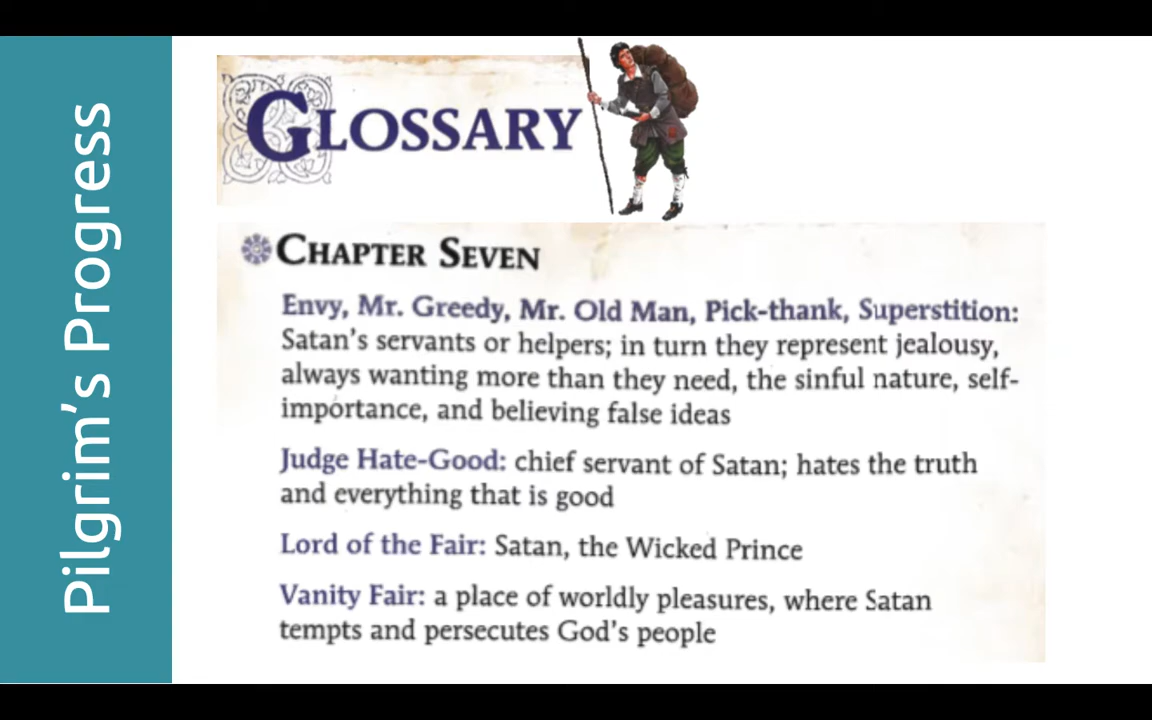 Pilgrim's Progress
GLOSSARY
CHAPTER SEVEN
Envy, Mr. Greedy, Mr. Old Man, Pick-thank, Superstition:
Satan's servants or helpers; in turn they represent jealousy,
always wanting more than they need, the sinful nature, self-
importance, and believing false ideas
Judge Hate-Good: chief servant of Satan; hates the truth
and everything that is good
Lord of the Fair: Satan, the Wicked Prince
Vanity Fair: a place of worldly pleasures, where Satan
tempts and persecutes God's people